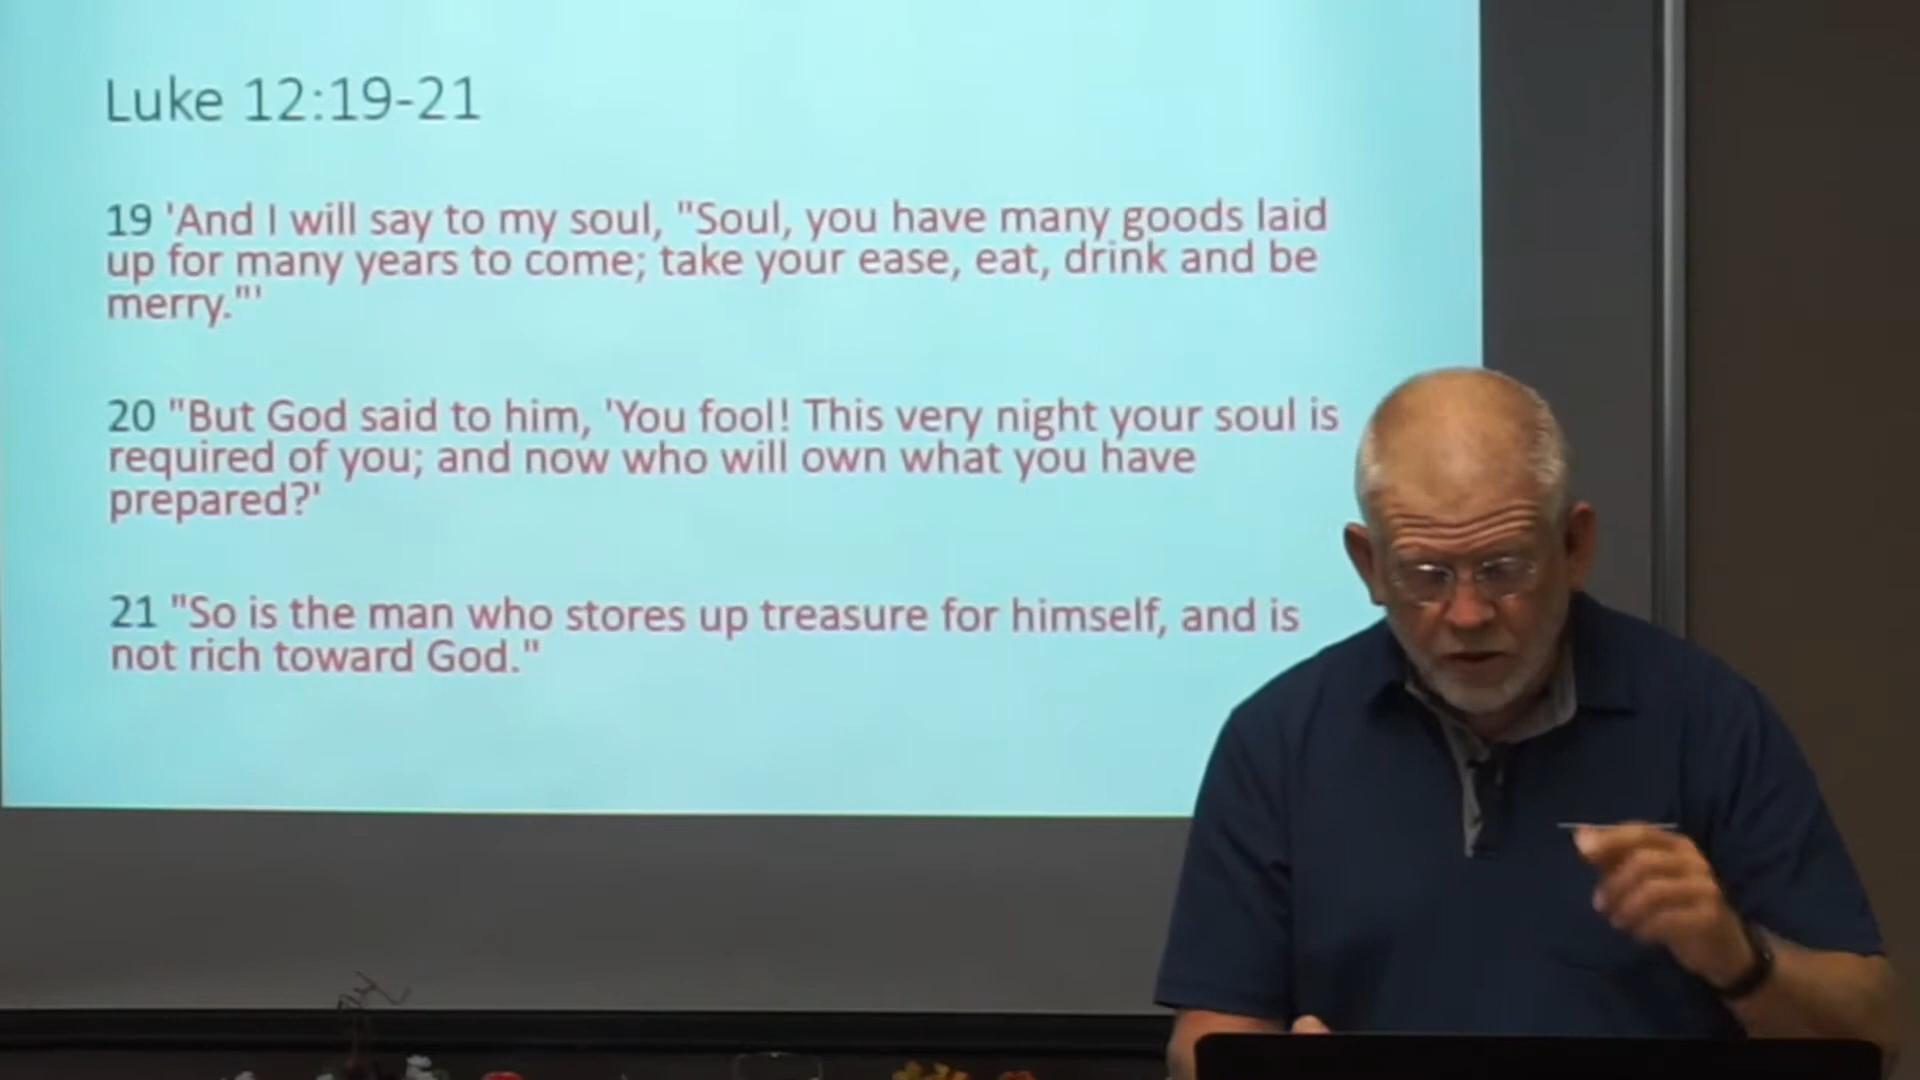 Luke 12:19-21
19 'And I will say to my soul, "Soul, you have many goods laid
up for many years to come; take your ease, eat, drink and be
merry."'
20 "But God said to him, 'You fool! This very night your soul is
required of you; and now who will own what you have
prepared?'
21 "So is the man who stores up treasure for himself, and is
not rich toward God."